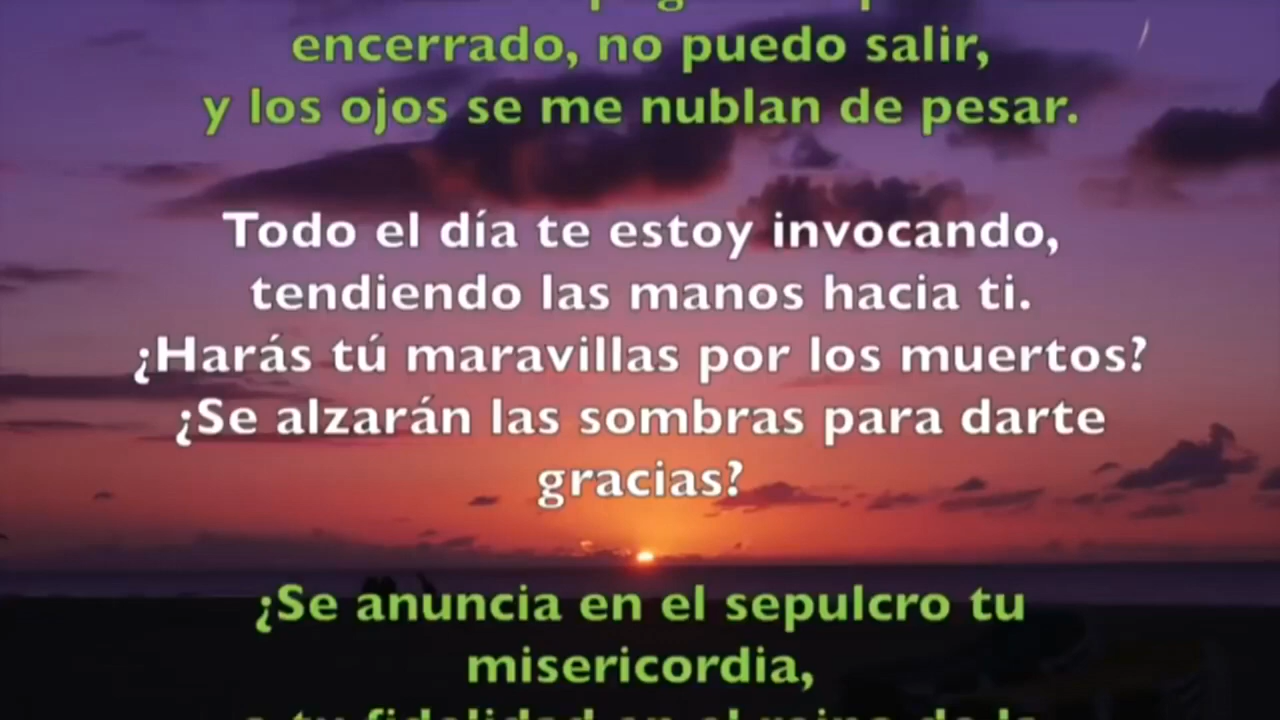 encerrado, no puedo salir,
y los ojos se me nublan de pesar.
Todo el día te estoy invocando,
tendiendo las manos hacia ti.
¿Harás tú maravillas por los muertos?
¿Se alzarán las sombras para darte
gracias?
¿Se anuncia en el sepulcro tu
misericordia,